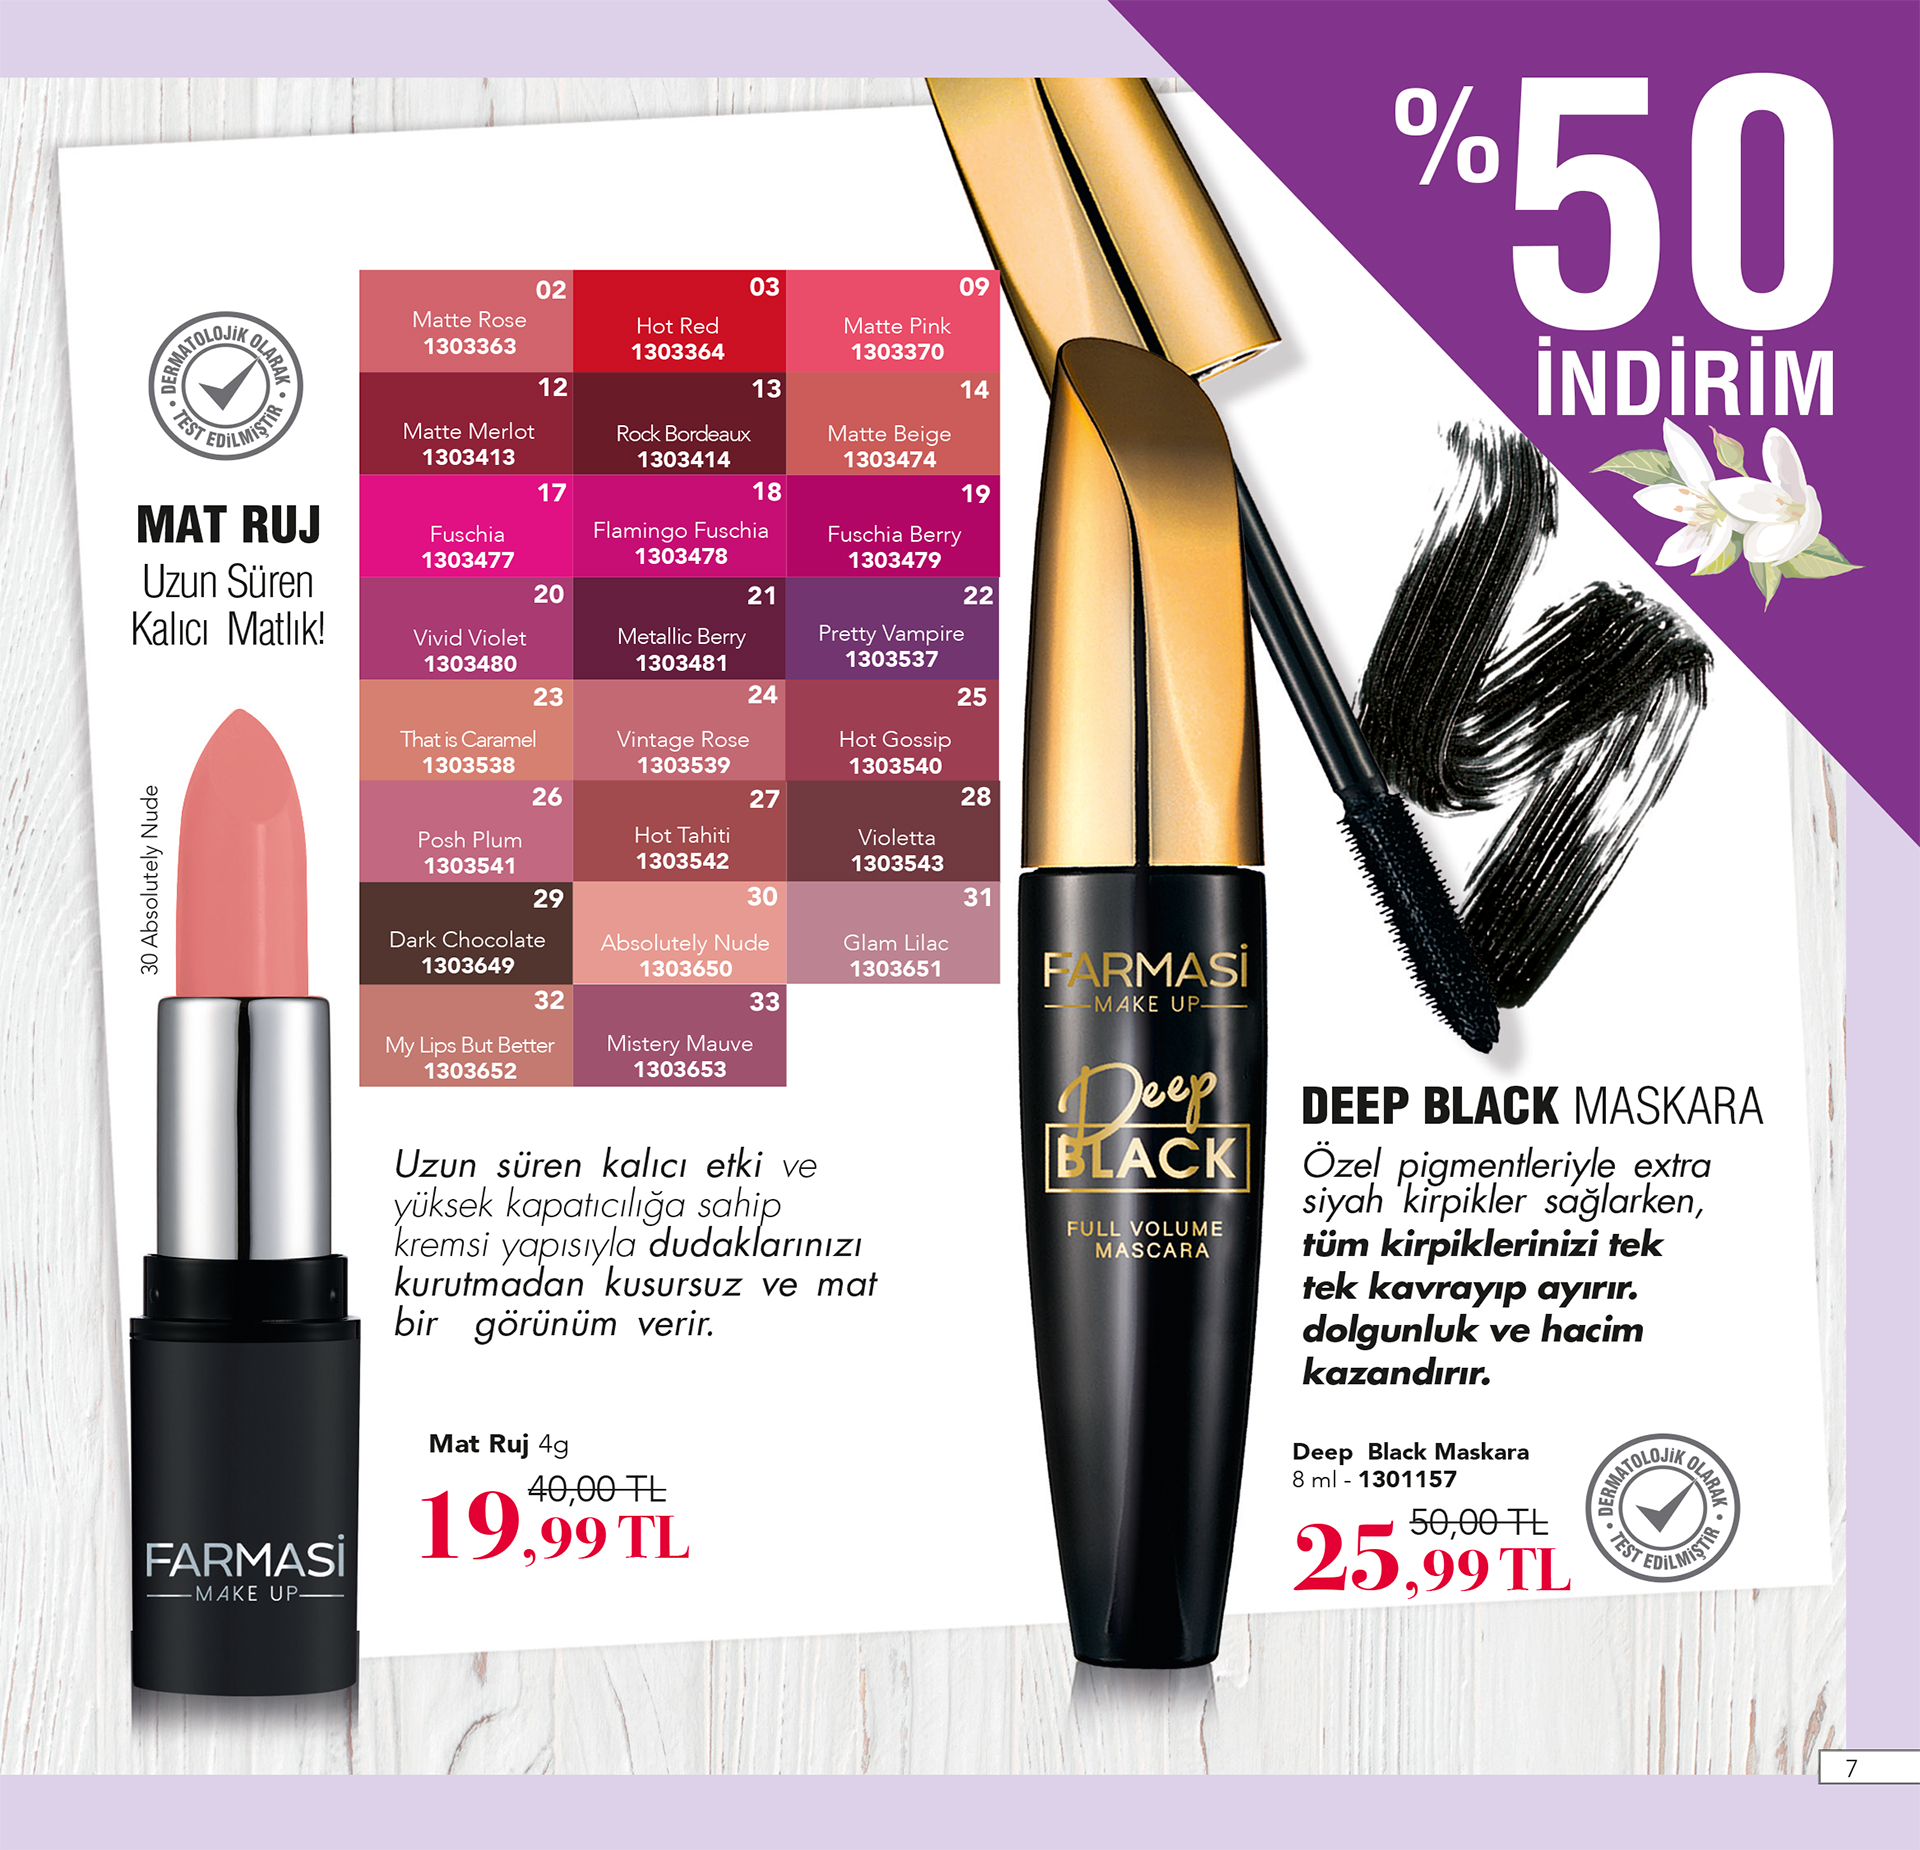 %50
İNDİRİM
DERMATOLOJİK OLARAK
• TEST EDİLMİŞTİR •
MAT RUJ
Uzun Süren
Kalıcı Matlık!
30 Absolutely Nude
02
Matte Rose
1303363
03
Hot Red
1303364
09
Matte Pink
1303370
12
Matte Merlot
1303413
13
Rock Bordeaux
1303414
14
Matte Beige
1303474
17
Fuschia
1303477
18
Flamingo Fuschia
1303478
19
Fuschia Berry
1303479
20
Vivid Violet
1303480
21
Metallic Berry
1303481
22
Pretty Vampire
1303537
23
That is Caramel
1303538
24
Vintage Rose
1303539
25
Hot Gossip
1303540
26
Posh Plum
1303541
27
Hot Tahiti
1303542
28
Violetta
1303543
29
Dark Chocolate
1303649
30
Absolutely Nude
1303650
31
Glam Lilac
1303651
32
My Lips But Better
1303652
33
Mistery Mauve
1303653
Uzun süren kalıcı etki ve
yüksek kapatıcılığa sahip
kremsi yapısıyla dudaklarınızı
kurutmadan kusursuz ve mat
bir görünüm verir.
Mat Ruj 4g
40,00 TL
19,99 TL
FARMASİ
MAKE UP
FARMASİ
MAKE UP
Deep
BLACK
FULL VOLUME
MASCARA
DEEP BLACK MASKARA
Özel pigmentleriyle extra
siyah kirpikler sağlarken,
tüm kirpiklerinizi tek
tek kavrayıp ayırır.
dolgunluk ve hacim
kazandırır.
Deep Black Maskara
8 ml - 1301157
50,00 TL
25,99 TL
DERMATOLOJİK OLARAK
• TEST EDİLMİŞTİR •
7